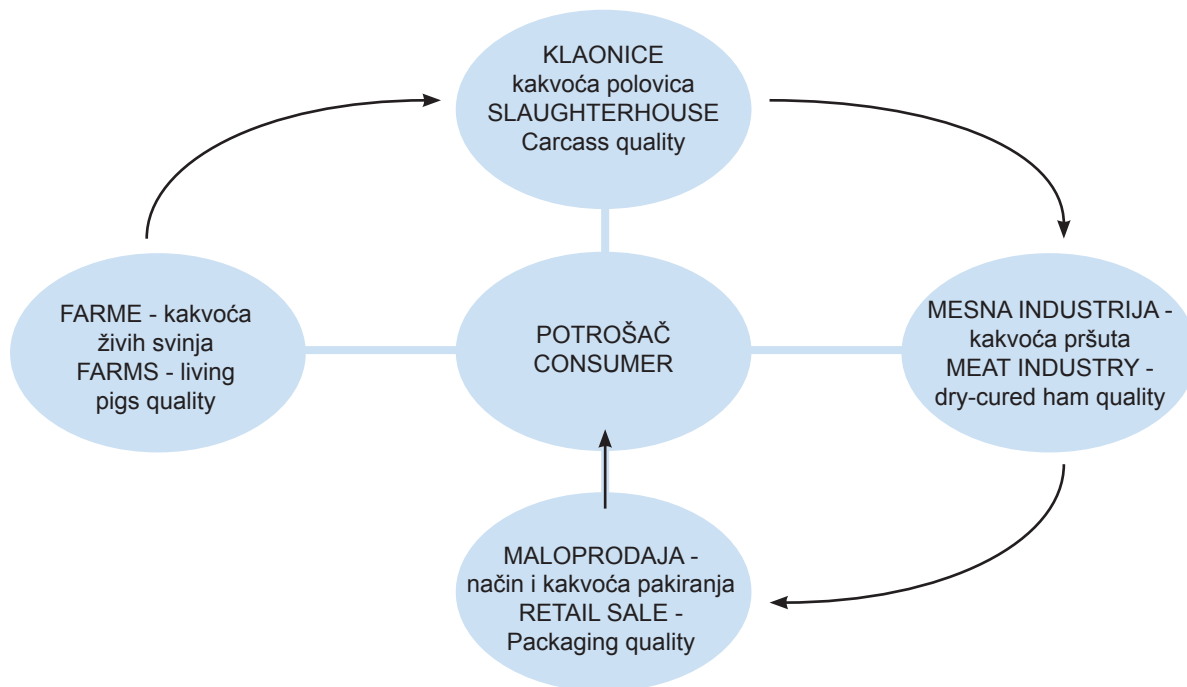 KLAONICE
kakvoća polovica
SLAUGHTERHOUSE
Carcass quality
FARME - kakvoća
živih svinja
FARMS - living
pigs quality
POTROŠAČ
CONSUMER
MESNA INDUSTRIJA -
kakvoća pršuta
MEAT INDUSTRY -
dry-cured ham quality
MALOPRODAJA -
način i kakvoća pakiranja
RETAIL SALE -
Packaging quality